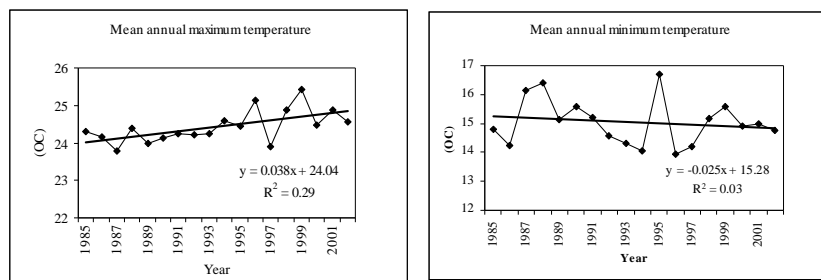 Mean annual maximum temperature
26
25
24
23
22
(OC)
y = 0.038x + 24.04
R2 = 0.29
1985
1987
1989
1991
1993
1995
1997
1999
2001
Year
Mean annual minimum temperature
17
16
15
14
13
12
(OC)
y = -0.025x + 15.28
R² = 0.03
1985
1987
1989
1992
1995
1997
1999
2001
Year